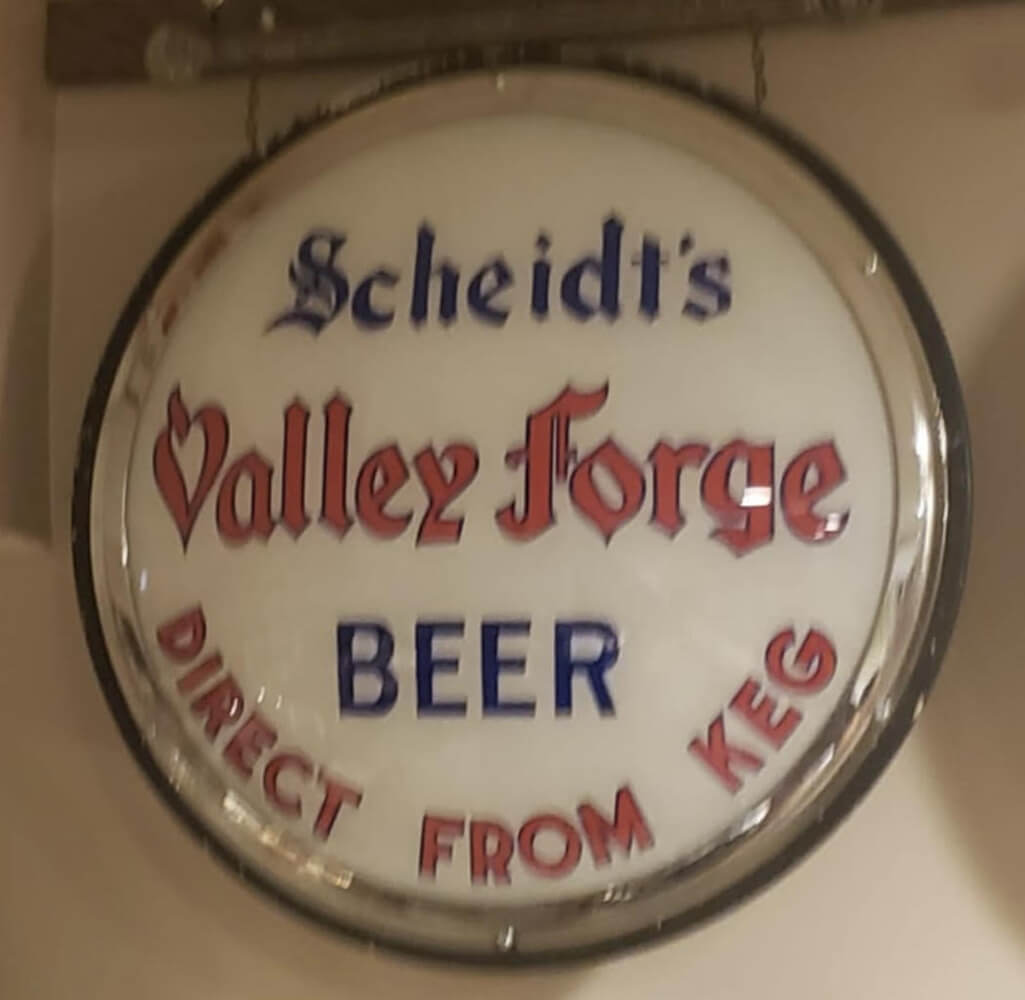 Scheidt's
Valley Forge
BEER
DIRECT FROM KEG